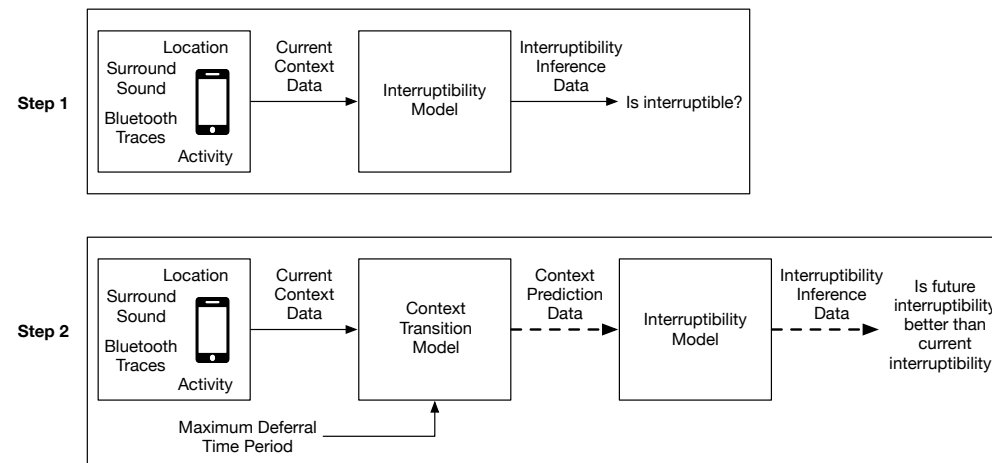 Step 1
Location
Surround
Sound
Bluetooth
Traces
Activity
Current
Context
Data
Interruptibility
Model
Interruptibility
Inference
Data
Is interruptible?
Step 2
Location
Surround
Sound
Bluetooth
Traces
Activity
Current
Context
Data
Maximum Deferral
Time Period
Context
Transition
Model
Context
Prediction
Data
Interruptibility
Model
Interruptibility
Inference
Data
Is future
interruptibility
better than
current
interruptibility